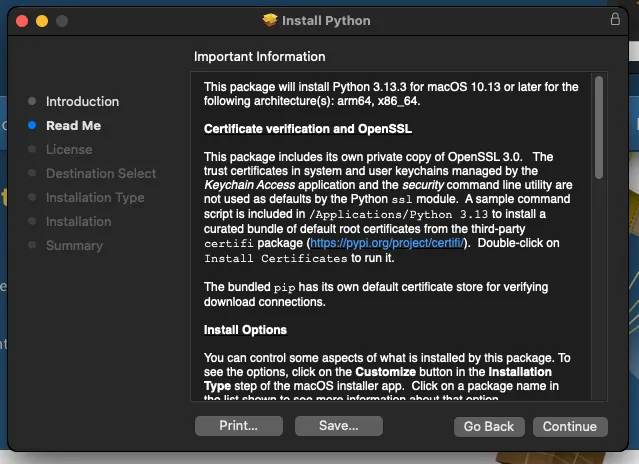 Install Python
Important Information
Introduction
Read Me
License
Destination Select
Installation Type
Installation
Summary
This package will install Python 3.13.3 for macOS 10.13 or later for the
following architecture(s): arm64, x86_64.
Certificate verification and OpenSSL
This package includes its own private copy of OpenSSL 3.0.   The
trust certificates in system and user keychains managed by the
Keychain Access application and the security command line utility are
not used as defaults by the Python ssl module.  A sample command
script is included in /Applications/Python 3.13 to install a
curated bundle of default root certificates from the third-party
certifi package (https://pypi.org/project/certifi/).  Double-click on
Install Certificates to run it.
The bundled pip has its own default certificate store for verifying
download connections.
Install Options
You can control some aspects of what is installed by this package. To
see the options, click on the Customize button in the Installation
Type step of the macOS installer app.  Click on a package name in
the list shown to see more information about that option.
Print...
Save...
Go Back
Continue